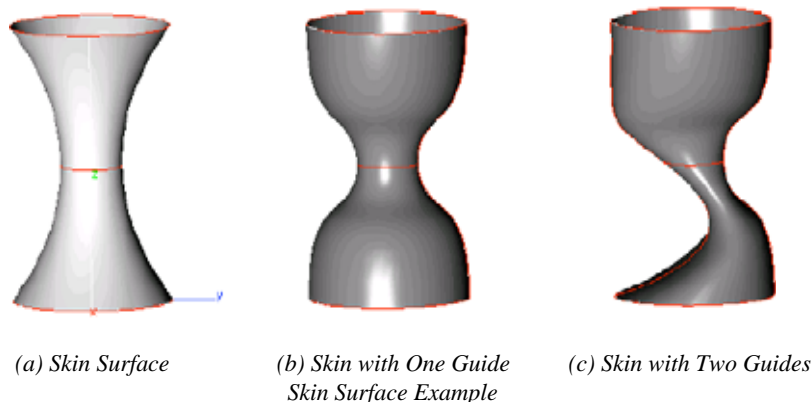 z
y
x
(a) Skin Surface
(b) Skin with One Guide
(c) Skin with Two Guides
Skin Surface Example